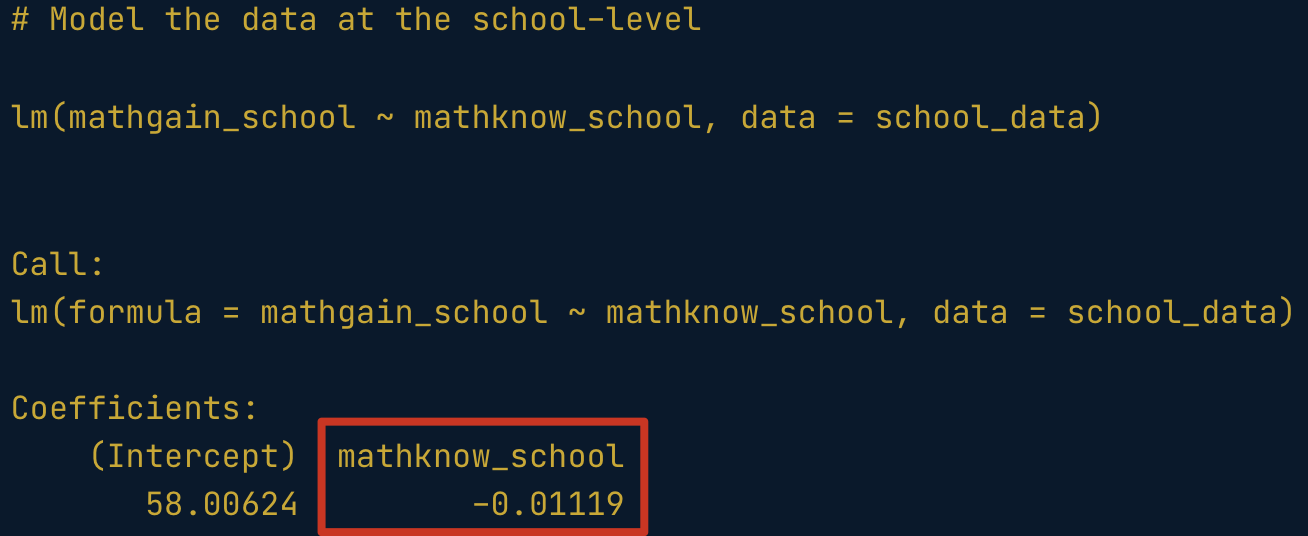 # Model the data at the school-level
lm(mathgain_school ~ mathknow_school, data = school_data)
Call:
lm(formula = mathgain_school ~ mathknow_school, data = school_data)
Coefficients:
(Intercept) mathknow_school
58.00624 -0.01119